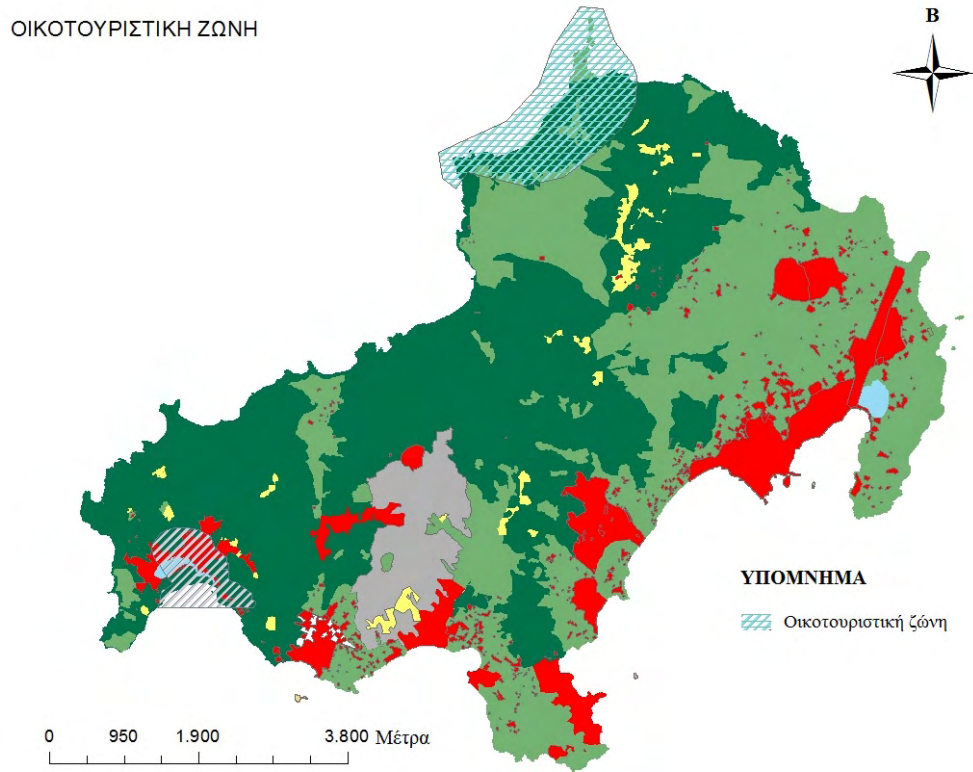 ΟΙΚΟΤΟΥΡΙΣΤΙΚΗ ΖΩΝΗ
Β
ΥΠΟΜΝΗΜΑ
Οικοτουριστική ζώνη
0 950 1.900 3.800 Μέτρα